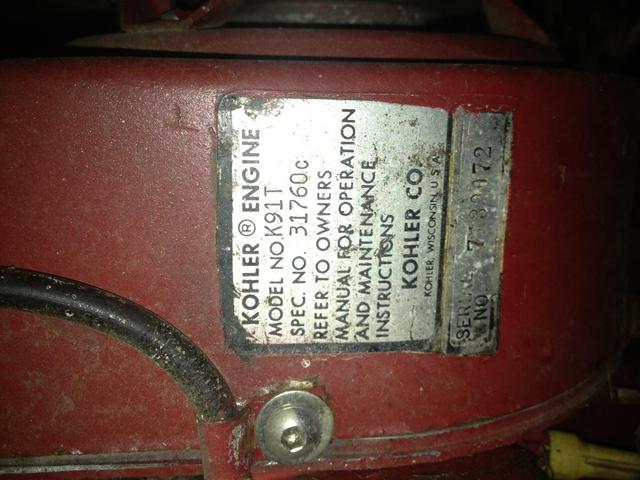 KOHLER ® ENGINE
MODEL NO. K91T
SPEC. NO. 31760c
REFER TO OWNERS
MANUAL FOR OPERATION
AND MAINTENANCE
INSTRUCTIONS
KOHLER CO.
KOHLER, WISCONSIN U S A
NO.